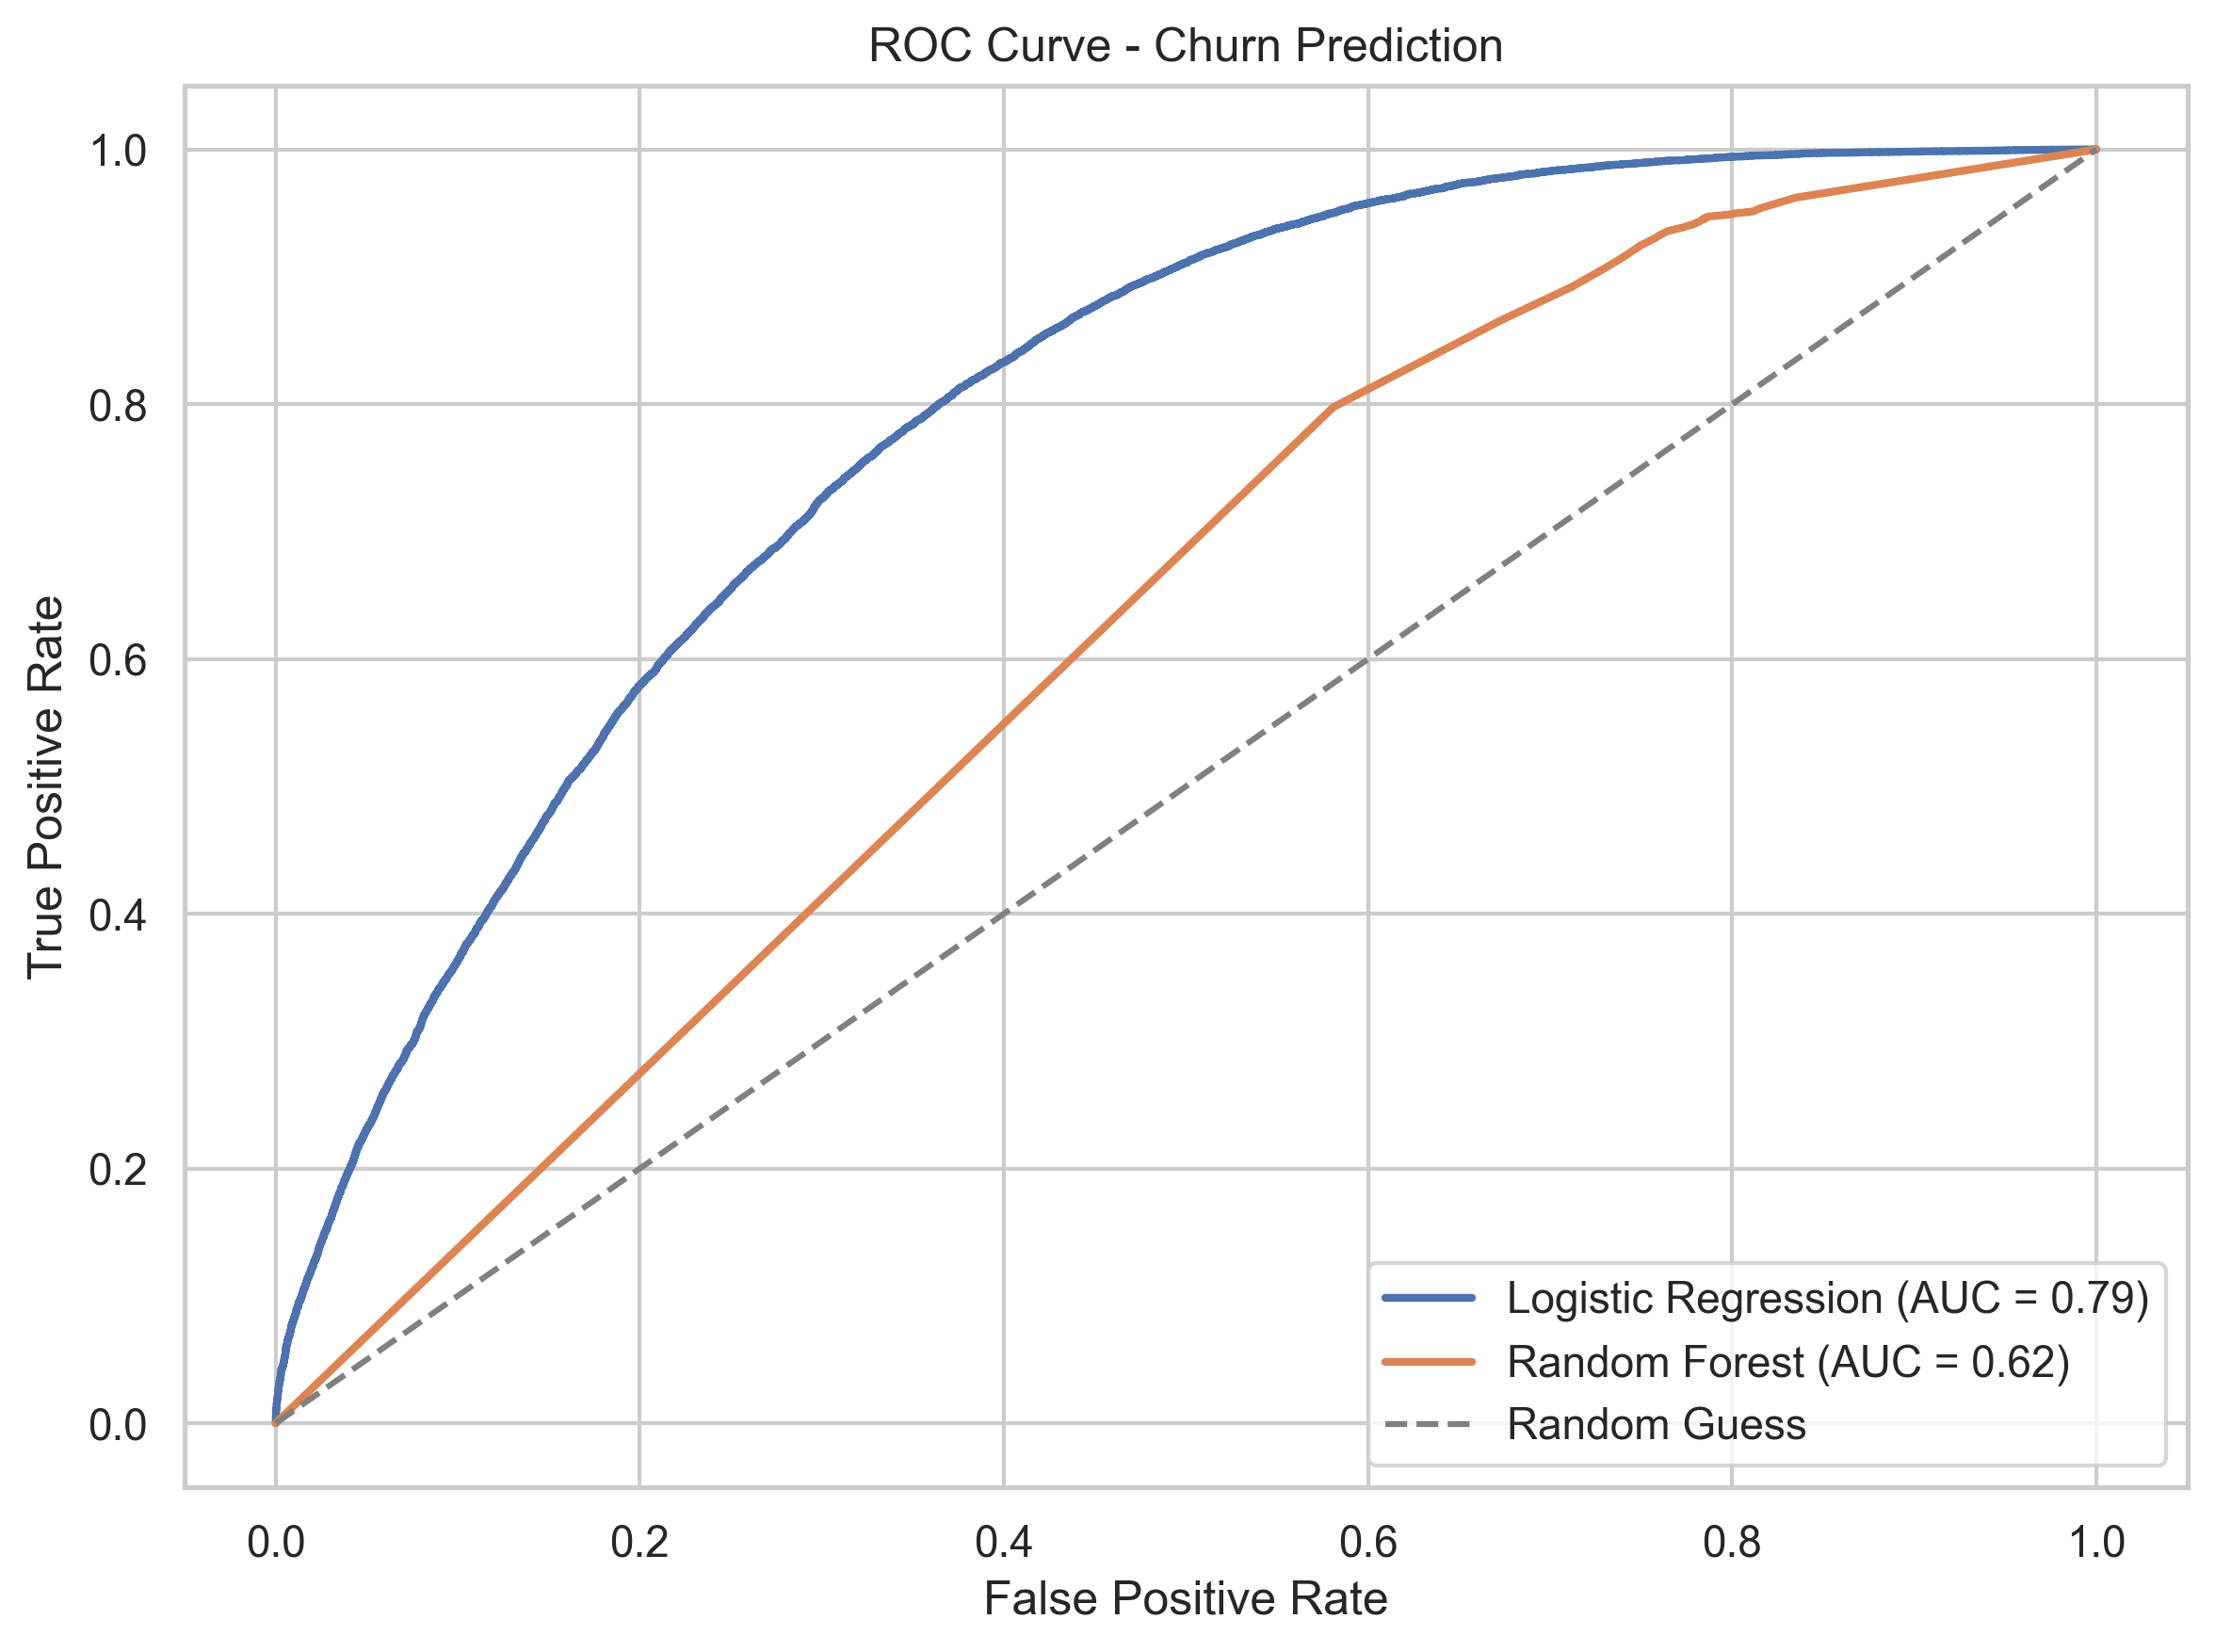 ROC Curve - Churn Prediction
True Positive Rate
1.0
0.8
0.6
0.4
0.2
0.0
0.0 0.2 0.4 0.6 0.8 1.0
False Positive Rate
Logistic Regression (AUC = 0.79)
Random Forest (AUC = 0.62)
Random Guess